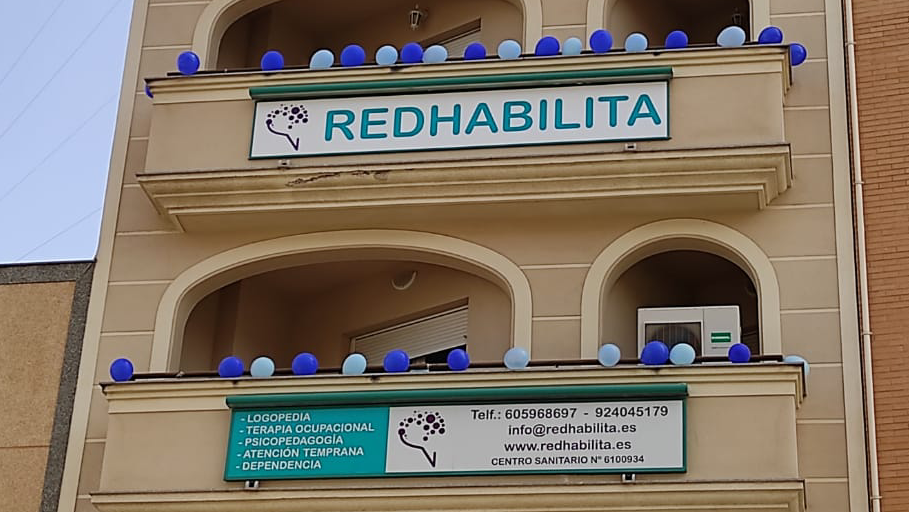 REDHABILITA
- LOGOPEDIA
- TERAPIA OCUPACIONAL
- PSICOPEDAGOGÍA
- ATENCIÓN TEMPRANA
- DEPENDENCIA
Telf.: 605968697 - 924045179
info@redhabilita.es
www.redhabilita.es
CENTRO SANITARIO Nº 6100934